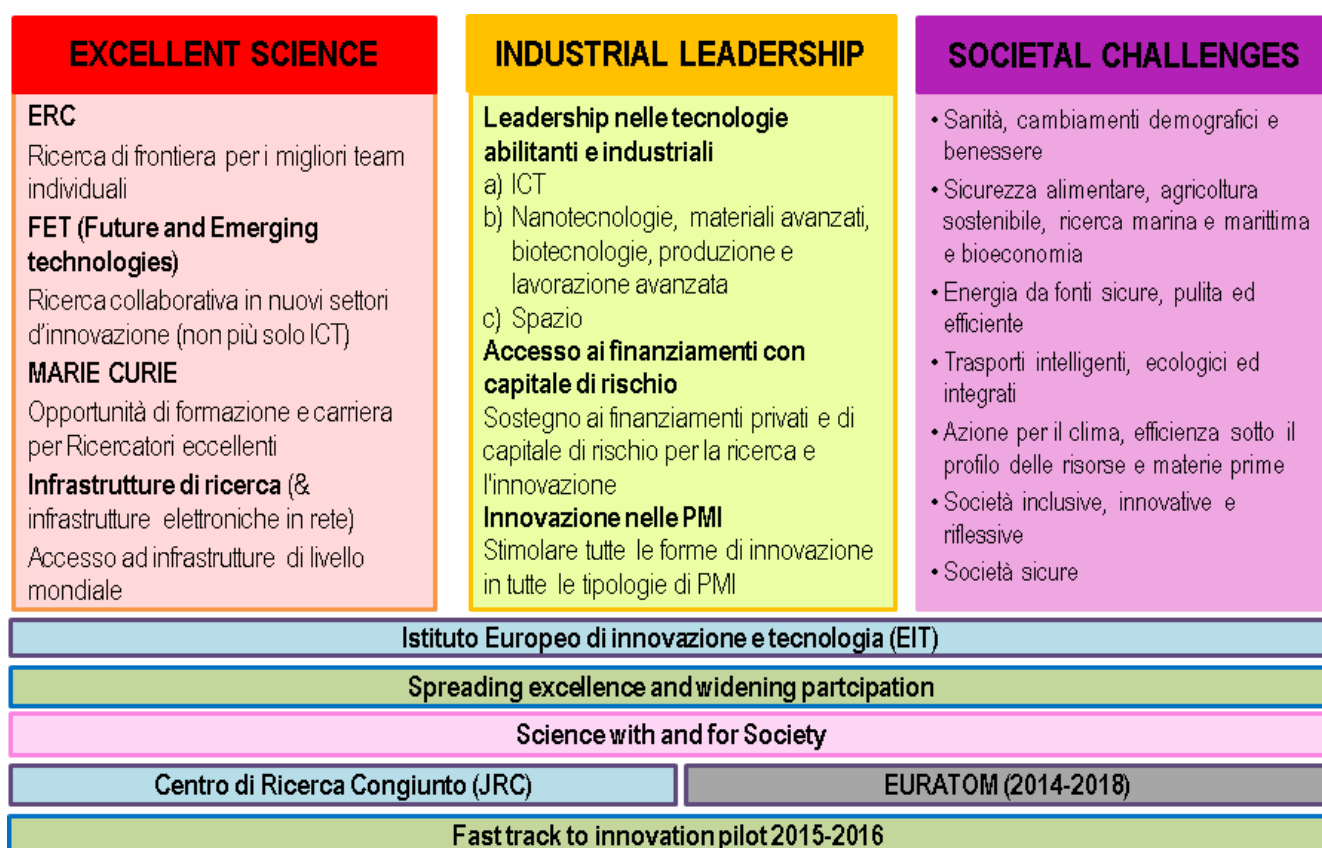 EXCELLENT SCIENCE
ERC
Ricerca di frontiera per i migliori team
individuali
FET (Future and Emerging
technologies)
Ricerca collaborativa in nuovi settori
d'innovazione (non più solo ICT)
MARIE CURIE
Opportunità di formazione e carriera
per Ricercatori eccellenti
Infrastrutture di ricerca (&
infrastrutture elettroniche in rete)
Accesso ad infrastrutture di livello
mondiale
INDUSTRIAL LEADERSHIP
Leadership nelle tecnologie
abilitanti e industriali
a) ICT
b) Nanotecnologie, materiali avanzati,
biotecnologie, produzione e
lavorazione avanzata
c) Spazio
Accesso ai finanziamenti con
capitale di rischio
Sostegno ai finanziamenti privati e di
capitale di rischio per la ricerca e
l'innovazione
Innovazione nelle PMI
Stimolare tutte le forme di innovazione
in tutte le tipologie di PMI
SOCIETAL CHALLENGES
• Sanità, cambiamenti demografici e
benessere
• Sicurezza alimentare, agricoltura
sostenibile, ricerca marina e marittima
e bioeconomia
• Energia da fonti sicure, pulita ed
efficiente
• Trasporti intelligenti, ecologici ed
integrati
• Azione per il clima, efficienza sotto il
profilo delle risorse e materie prime
• Società inclusive, innovative e
riflessive
• Società sicure
Istituto Europeo di innovazione e tecnologia (EIT)
Spreading excellence and widening partcipation
Science with and for Society
Centro di Ricerca Congiunto (JRC)
EURATOM (2014-2018)
Fast track to innovation pilot 2015-2016